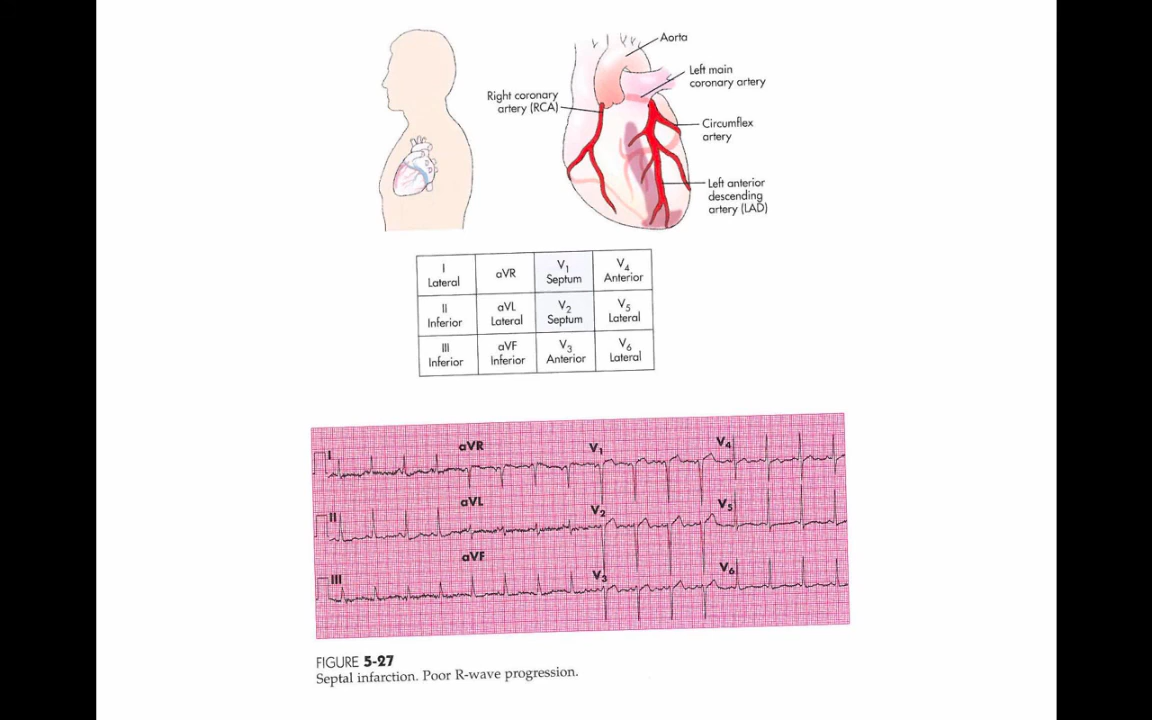 Aorta
Left main
coronary artery
Right coronary
artery (RCA)
Circumflex
artery
Left anterior
descending
artery (LAD)
I
Lateral
aVR
V1
Septum
V4
Anterior
II
Inferior
aVL
Lateral
V2
Septum
V5
Lateral
III
Inferior
aVF
Inferior
V3
Anterior
V6
Lateral
I
aVR
V1
V4
II
aVL
V2
V5
III
aVF
V3
V6
FIGURE 5-27
Septal infarction. Poor R-wave progression.